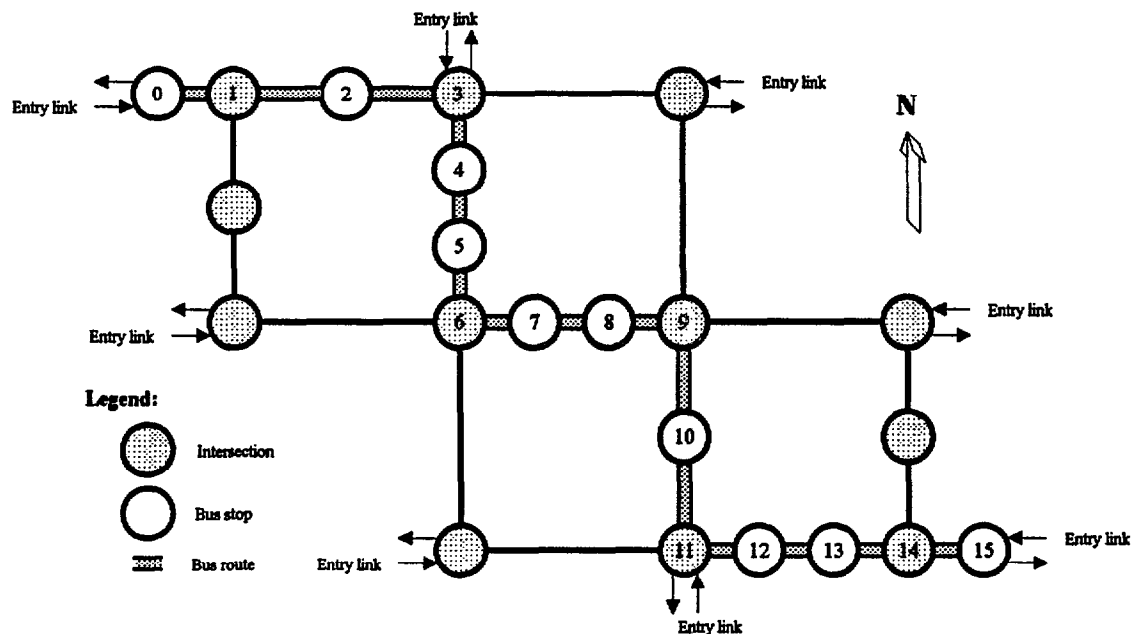 Entry link
0
1
2
3
Entry link
Entry link
N
4
5
6
7
8
9
Entry link
Entry link
Legend:
Intersection
Bus stop
Bus route
10
Entry link
11
12
13
14
15
Entry link
Entry link